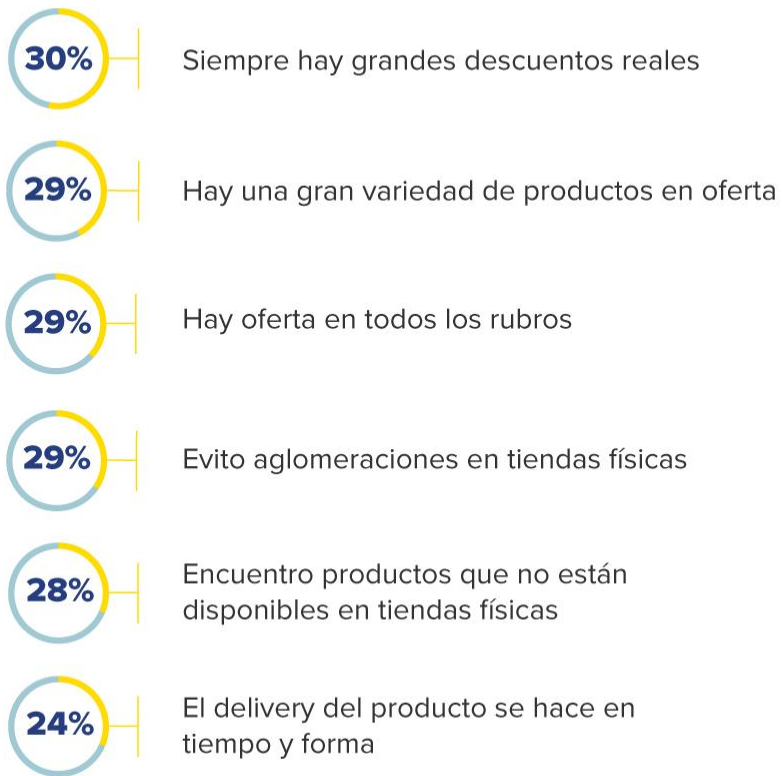 30%
Siempre hay grandes descuentos reales
29%
Hay una gran variedad de productos en oferta
29%
Hay oferta en todos los rubros
29%
Evito aglomeraciones en tiendas físicas
28%
Encuentro productos que no están
disponibles en tiendas físicas
24%
El delivery del producto se hace en
tiempo y forma